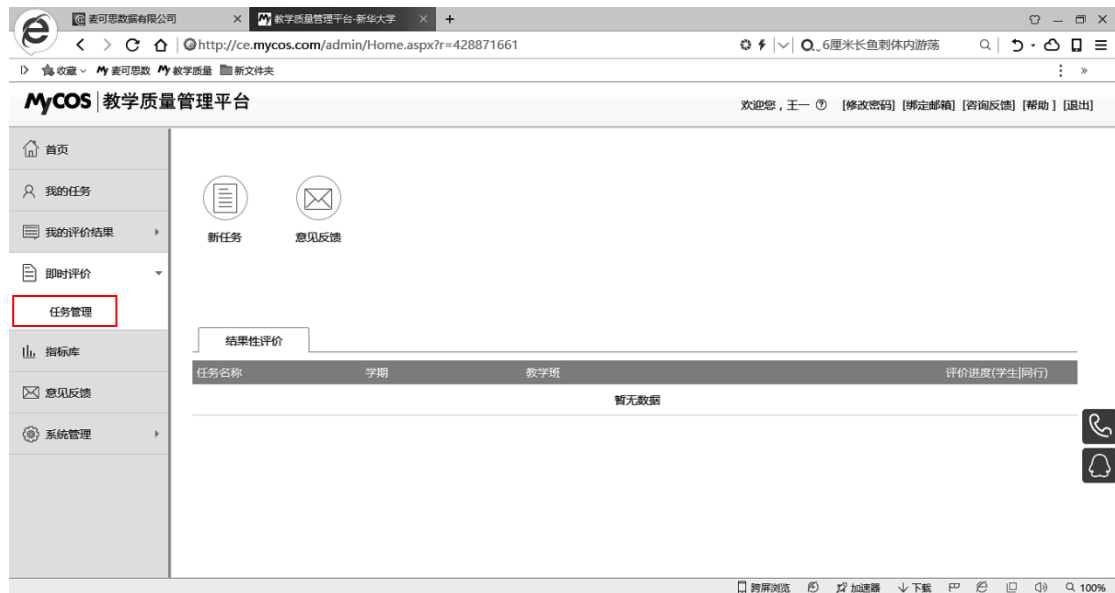 麦可思数据有限公司 教学质量管理平台-新华大学
http://ce.mycos.com/admin/Home.aspx?r=428871661 6厘米长鱼刺体内游荡
收藏 麦可思数 教学质量 新文件夹
MyCOS 教学质量管理平台
欢迎您，王一 [修改密码] [绑定邮箱] [咨询反馈] [帮助 ] [退出]
首页
我的任务
我的评价结果
即时评价
任务管理
指标库
意见反馈
系统管理
新任务 意见反馈
结果性评价
任务名称 学期 教学班 评价进度(学生|同行)
暂无数据
跨屏浏览 加速器 下载 100%